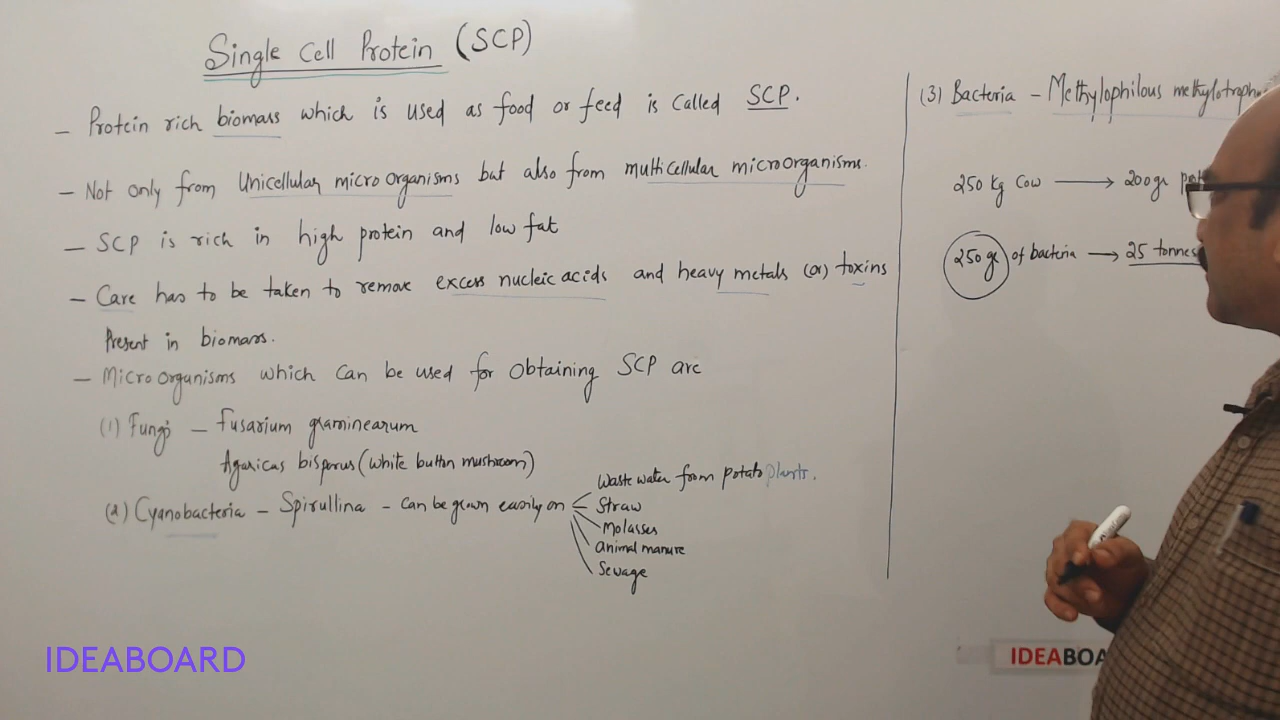 Single Cell Protein (SCP)
– Protein rich biomass which is used as food or feed is called SCP.
– Not only from Unicellular micro organisms but also from multicellular microorganisms.
– SCP is rich in high protein and low fat
– Care has to be taken to remove excess nucleic acids and heavy metals (or) toxins
Present in biomass.
– Micro organisms which can be used for obtaining SCP are
(1) Fungi – Fusarium graminearum
Agaricus bisporus (white button mushroom)
(2) Cyanobacteria – Spirullina – can be grown easily on
Waste water from potato plants.
Straw
Molasses
Animal manure
Sewage
(3) Bacteria – Methylophilous methylotroph
250 kg cow → 200gr
250 gr of bacteria → 25 tonnes
IDEABOARD
IDEABOA